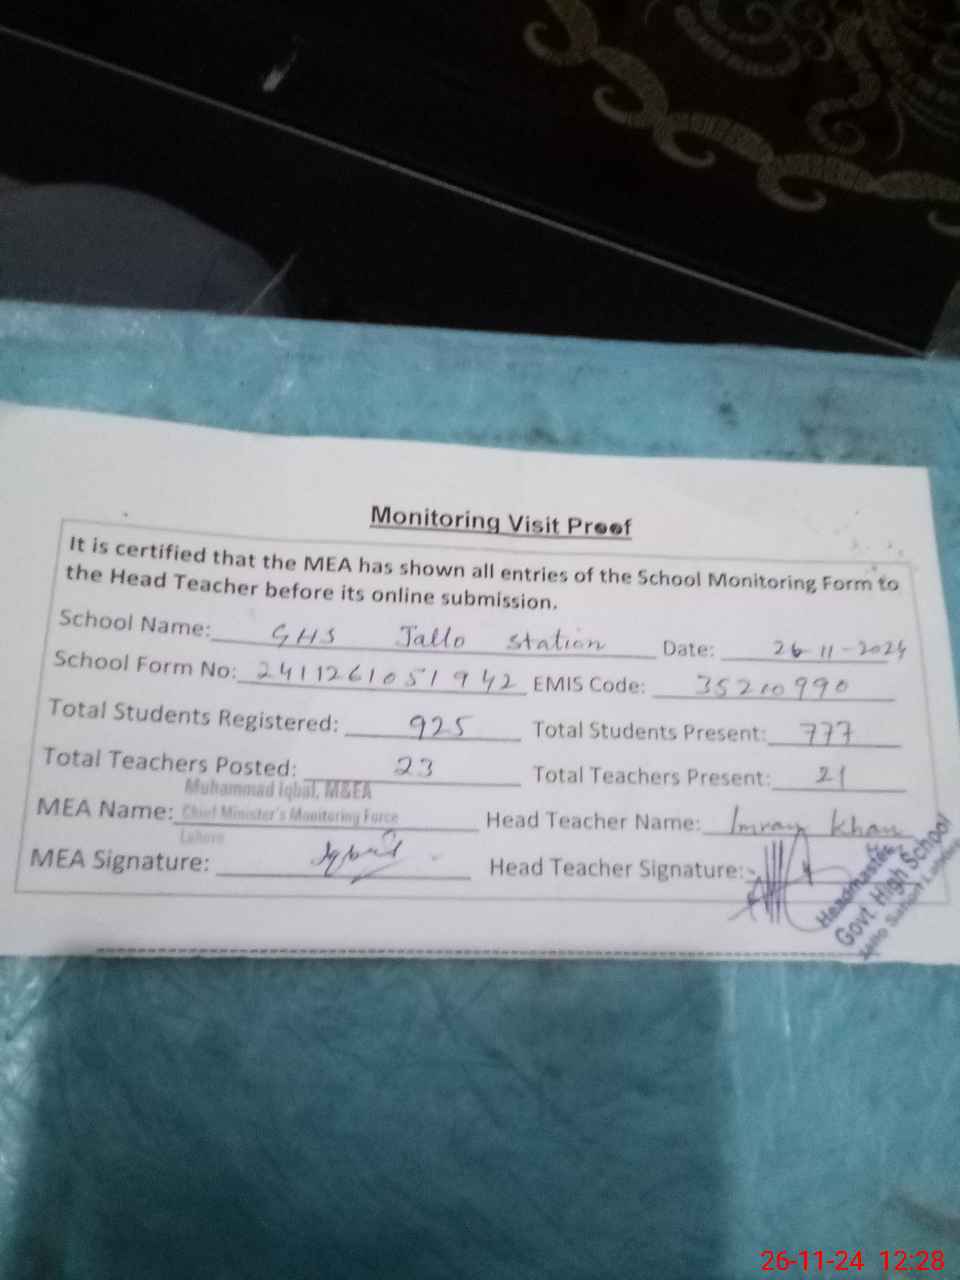 Monitoring Visit Proof
It is certified that the MEA has shown all entries of the School Monitoring Form to
the Head Teacher before its online submission.
School Name: GHS Jallo Station Date: 26-11-2024
School Form No: 2411261051942 EMIS Code: 35210990
Total Students Registered: 925 Total Students Present: 777
Total Teachers Posted: 23 Total Teachers Present: 21
Muhammad Iqbal, M&EA
MEA Name: Chief Minister's Monitoring Force Head Teacher Name: Imran Khan
Lahore
MEA Signature: Iqbal Head Teacher Signature:
Headmaster
Govt. High School
Jallo Station Lahore
26-11-24 12:28